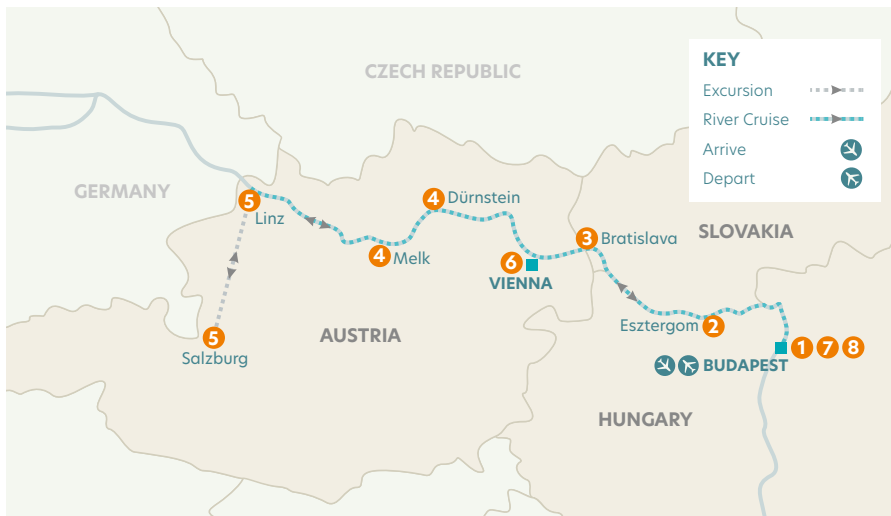 CZECH REPUBLIC
KEY
Excursion
River Cruise
Arrive
Depart
GERMANY
5
Linz
4
Dürnstein
4
Melk
3
Bratislava
SLOVAKIA
6
VIENNA
Esztergom
2
5
Salzburg
AUSTRIA
1 7 8
BUDAPEST
HUNGARY